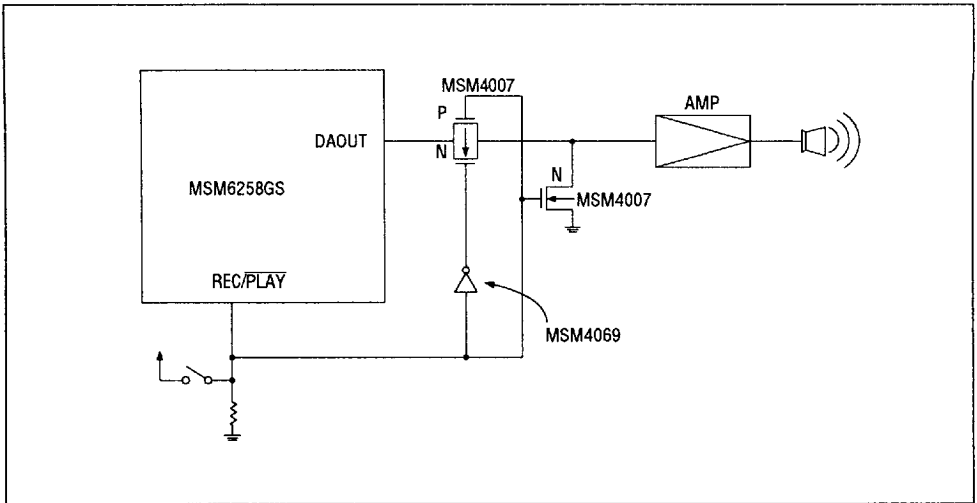 MSM4007
AMP
P
DAOUT
N
MSM6258GS
N
MSM4007
REC/PLAY
MSM4069